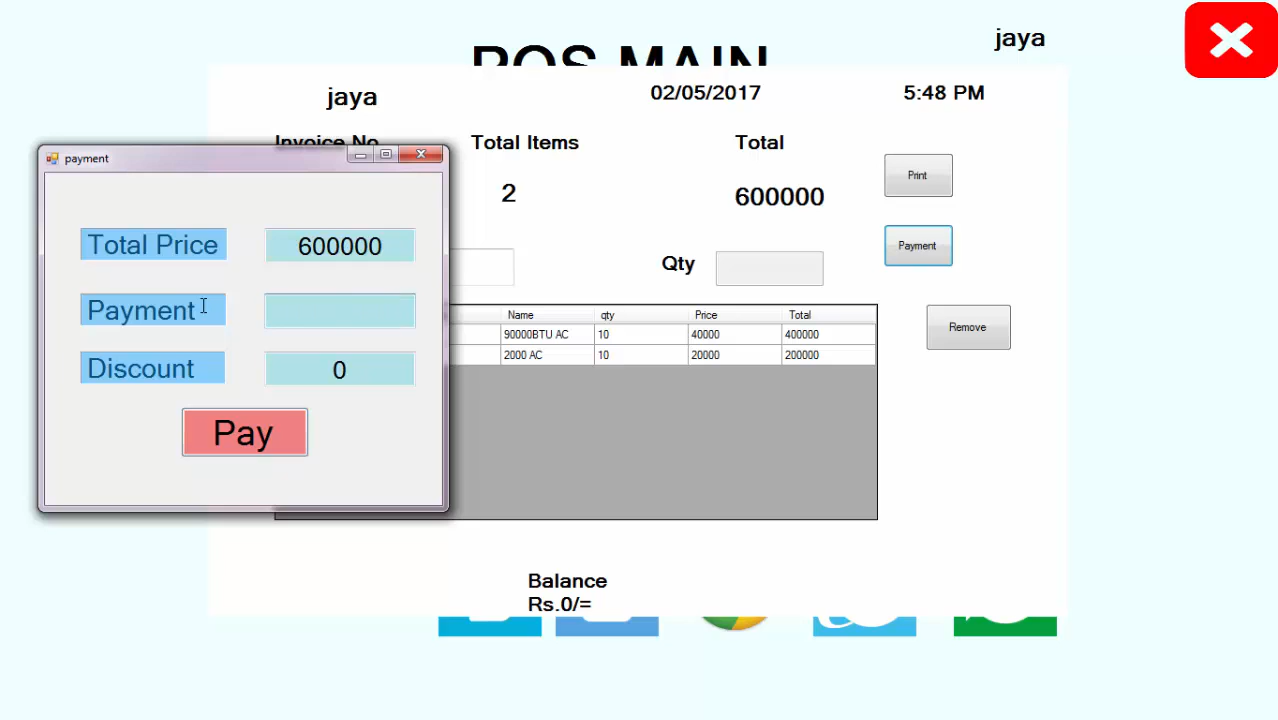 POS MAIN
jaya
jaya
02/05/2017
5:48 PM
Invoice No
Total Items
Total
2
600000
Print
Payment
Qty
Remove
payment
Total Price
600000
Payment
Discount
0
Pay
Name qty Price Total
90000BTU AC 10 40000 400000
2000 AC 10 20000 200000
Balance
Rs.0/=